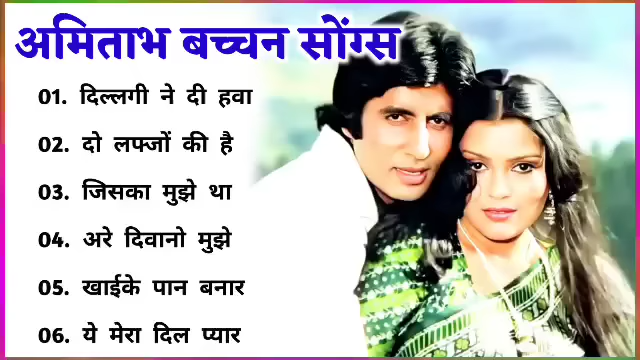 अमिताभ बच्चन सोंग्स
01. दिल्लगी ने दी हवा
02. दो लफ्जों की है
03. जिसका मुझे था
04. अरे दिवानो मुझे
05. खाईके पान बनार
06. ये मेरा दिल प्यार